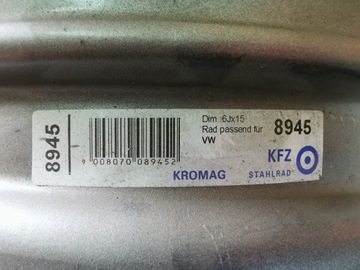 8945
9 008070 089452
Dim.:6Jx15
Rad passend für
VW
8945
KFZ
KROMAG
STAHLRAD